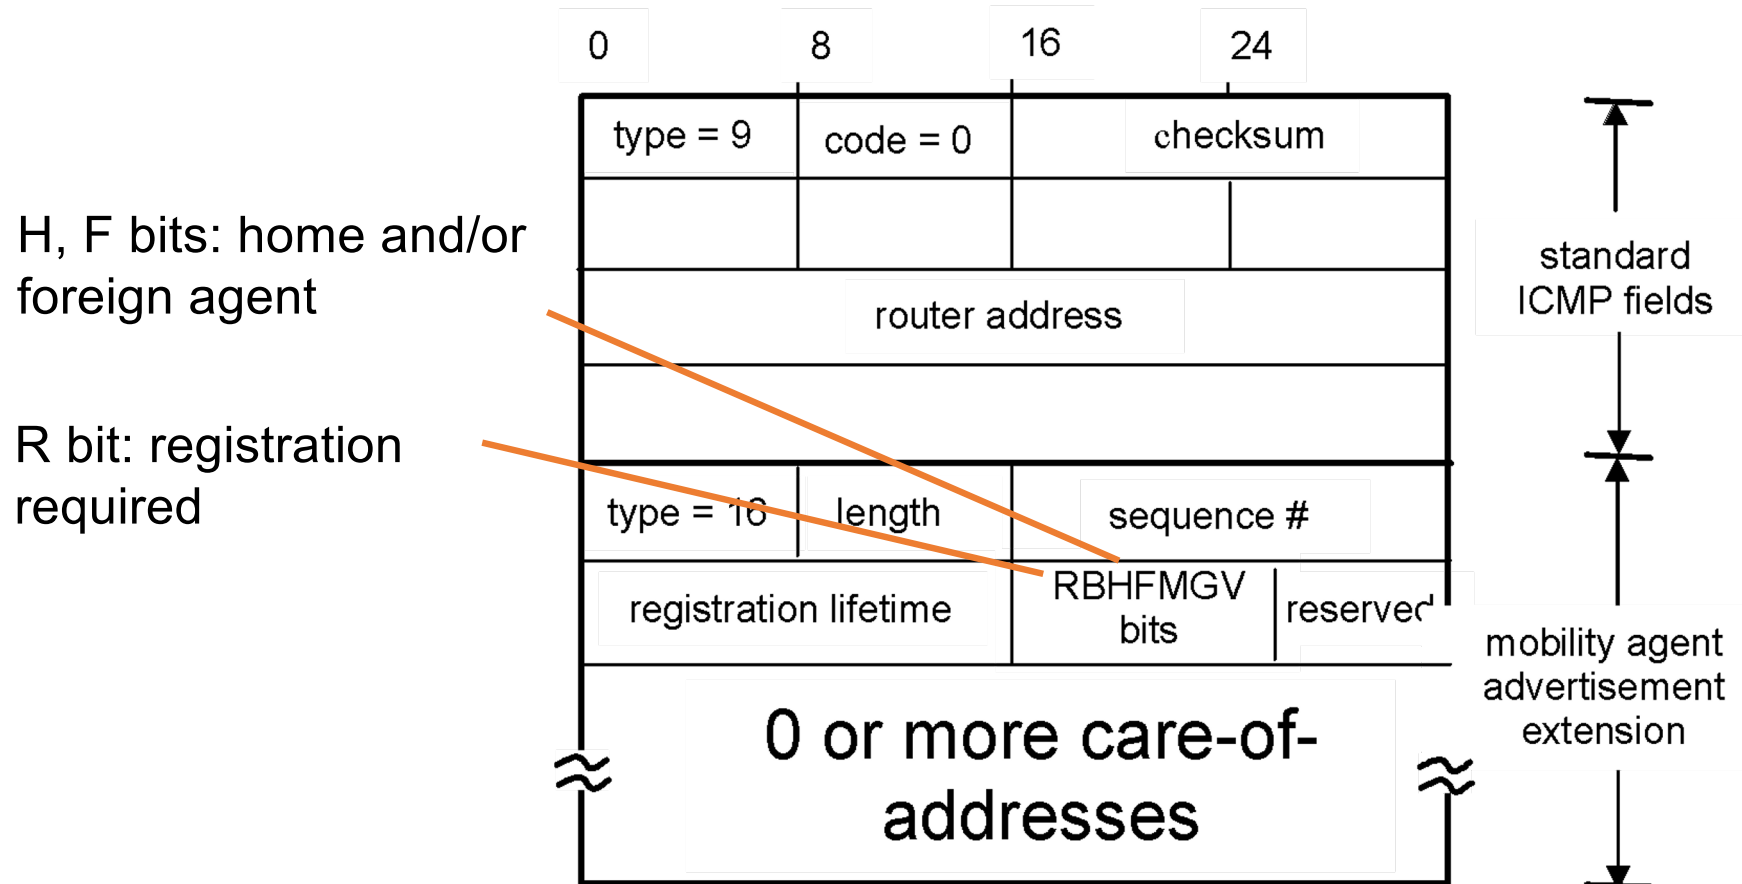 0
8
16
24
type = 9
code = 0
checksum
H, F bits: home and/or
foreign agent
standard
ICMP fields
router address
R bit: registration
required
type = 16
length
sequence #
registration lifetime
RBHFMGV
bits
reserved
mobility agent
advertisement
extension
0 or more care-of-
addresses